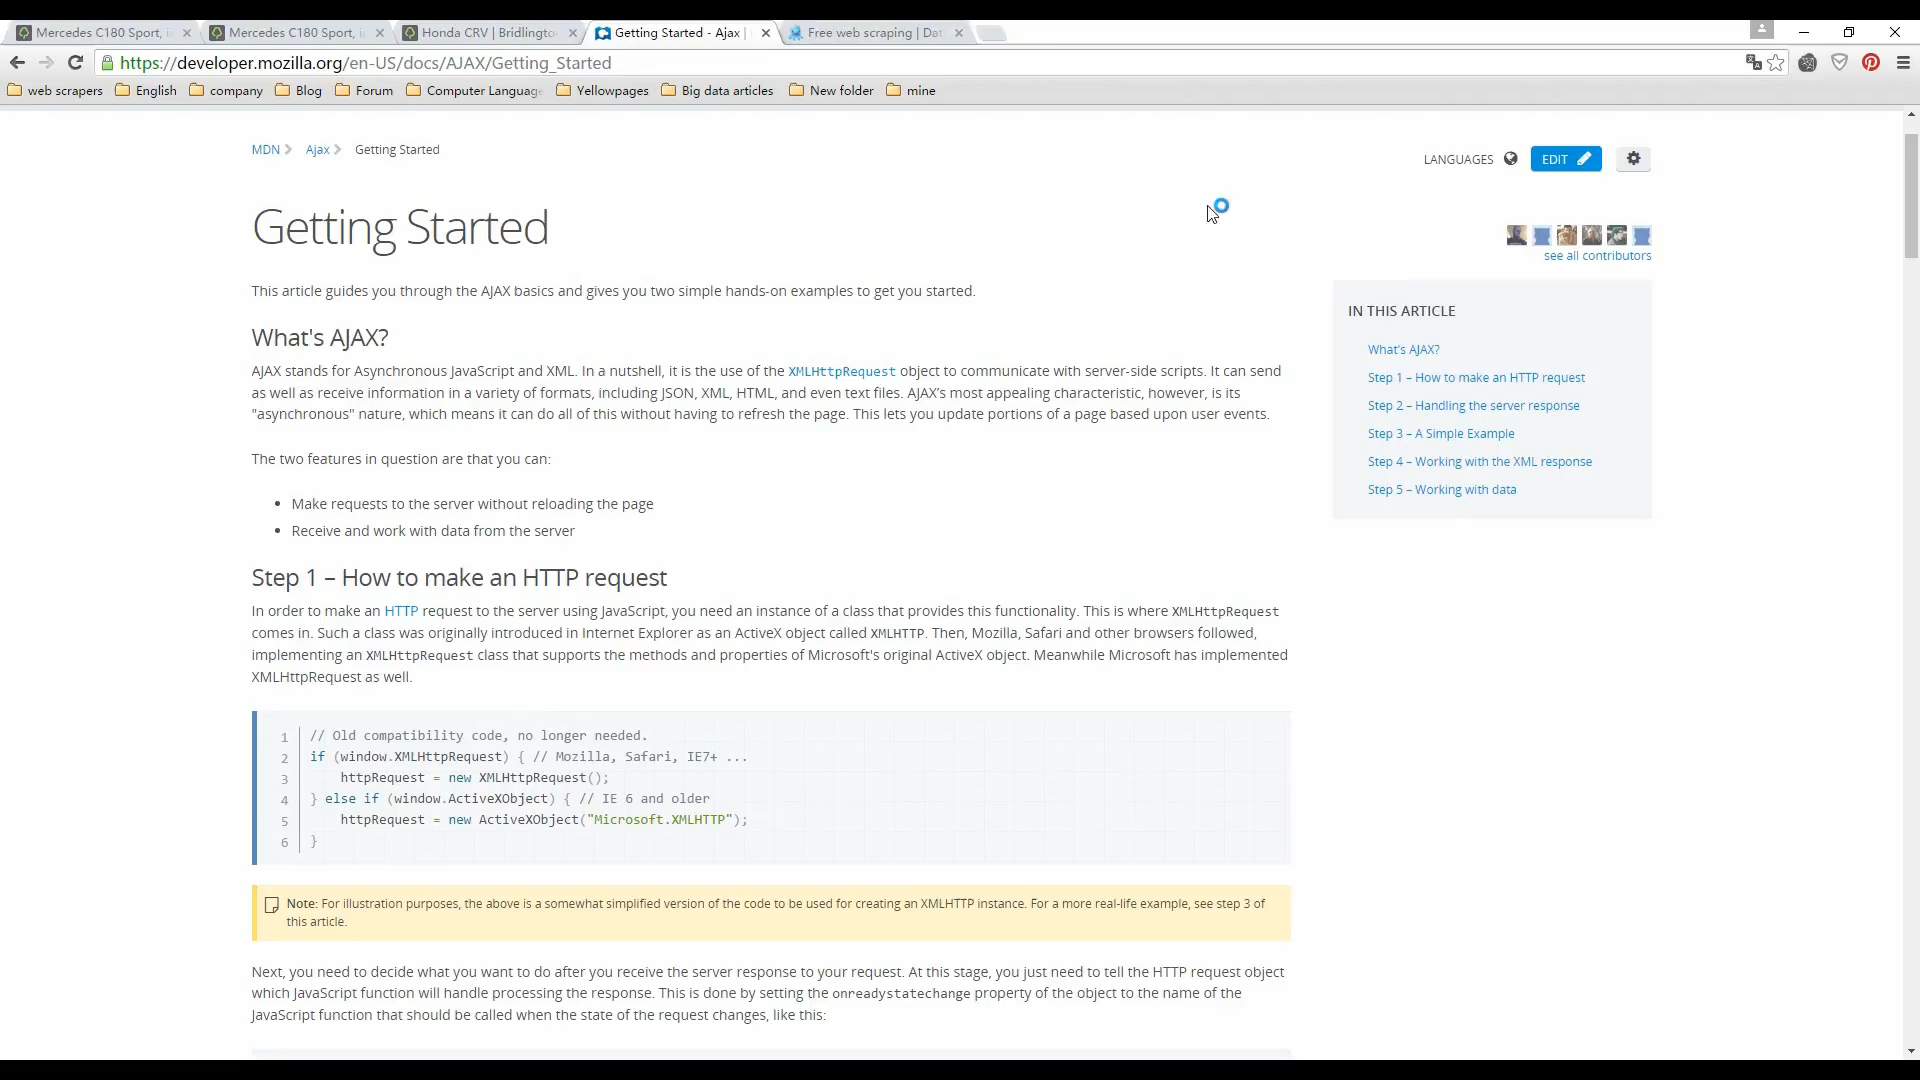 Mercedes C180 Sport, i
Mercedes C180 Sport, i
Honda CRV | Bridlingto
Getting Started - Ajax |
Free web scraping | Dat
https://developer.mozilla.org/en-US/docs/AJAX/Getting_Started
web scrapers
English
company
Blog
Forum
Computer Language
Yellowpages
Big data articles
New folder
mine
MDN
Ajax
Getting Started
LANGUAGES
EDIT
Getting Started
see all contributors
This article guides you through the AJAX basics and gives you two simple hands-on examples to get you started.
What's AJAX?
AJAX stands for Asynchronous JavaScript and XML. In a nutshell, it is the use of the XMLHttpRequest object to communicate with server-side scripts. It can send
as well as receive information in a variety of formats, including JSON, XML, HTML, and even text files. AJAX's most appealing characteristic, however, is its
"asynchronous" nature, which means it can do all of this without having to refresh the page. This lets you update portions of a page based upon user events.
The two features in question are that you can:
• Make requests to the server without reloading the page
• Receive and work with data from the server
Step 1 – How to make an HTTP request
In order to make an HTTP request to the server using JavaScript, you need an instance of a class that provides this functionality. This is where XMLHttpRequest
comes in. Such a class was originally introduced in Internet Explorer as an ActiveX object called XMLHTTP. Then, Mozilla, Safari and other browsers followed,
implementing an XMLHttpRequest class that supports the methods and properties of Microsoft's original ActiveX object. Meanwhile Microsoft has implemented
XMLHttpRequest as well.
1 // Old compatibility code, no longer needed.
2 if (window.XMLHttpRequest) { // Mozilla, Safari, IE7+ ...
3 httpRequest = new XMLHttpRequest();
4 } else if (window.ActiveXObject) { // IE 6 and older
5 httpRequest = new ActiveXObject("Microsoft.XMLHTTP");
6 }
Note: For illustration purposes, the above is a somewhat simplified version of the code to be used for creating an XMLHTTP instance. For a more real-life example, see step 3 of
this article.
Next, you need to decide what you want to do after you receive the server response to your request. At this stage, you just need to tell the HTTP request object
which JavaScript function will handle processing the response. This is done by setting the onreadystatechange property of the object to the name of the
JavaScript function that should be called when the state of the request changes, like this:
IN THIS ARTICLE
What's AJAX?
Step 1 – How to make an HTTP request
Step 2 – Handling the server response
Step 3 – A Simple Example
Step 4 – Working with the XML response
Step 5 – Working with data